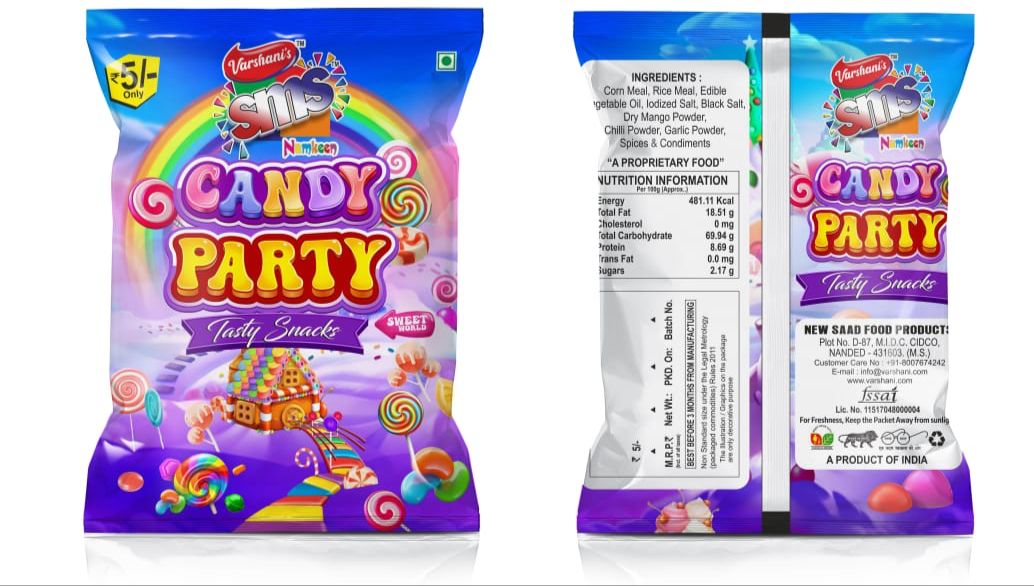 ₹5/-
Only
Varshani's
TM
SMS
Namkeen
CANDY
PARTY
Tasty Snacks
SWEET
WORLD
INGREDIENTS :
Corn Meal, Rice Meal, Edible
egetable Oil, Iodized Salt, Black Salt,
Dry Mango Powder,
Chilli Powder, Garlic Powder,
Spices & Condiments
"A PROPRIETARY FOOD"
NUTRITION INFORMATION
Per 100g (Approx..)
Energy 481.11 Kcal
Total Fat 18.51 g
Cholesterol 0 mg
Total Carbohydrate 69.94 g
Protein 8.69 g
Trans Fat 0.0 mg
Sugars 2.17 g
₹ 5/-
M.R.P.₹ Net Wt.: PKD. On: Batch No.
(Incl. of all taxes)
BEST BEFORE 3 MONTHS FROM MANUFACTURING
Non Standard size under the Legal Metrology
(packaged commodities) Rules 2011
The Illustration / Graphics on the package
are only decorative purpose
Varshani's
TM
SMS
Namkeen
CANDY
PARTY
Tasty Snacks
NEW SAAD FOOD PRODUCTS
Plot No. D-87, M.I.D.C. CIDCO,
NANDED - 431603. (M.S.)
Customer Care No : +91-8007674242
E-mail : info@varshani.com
www.varshani.com
fssai
Lic. No. 11517048000004
For Freshness, Keep the Packet Away from sunlig
A PRODUCT OF INDIA